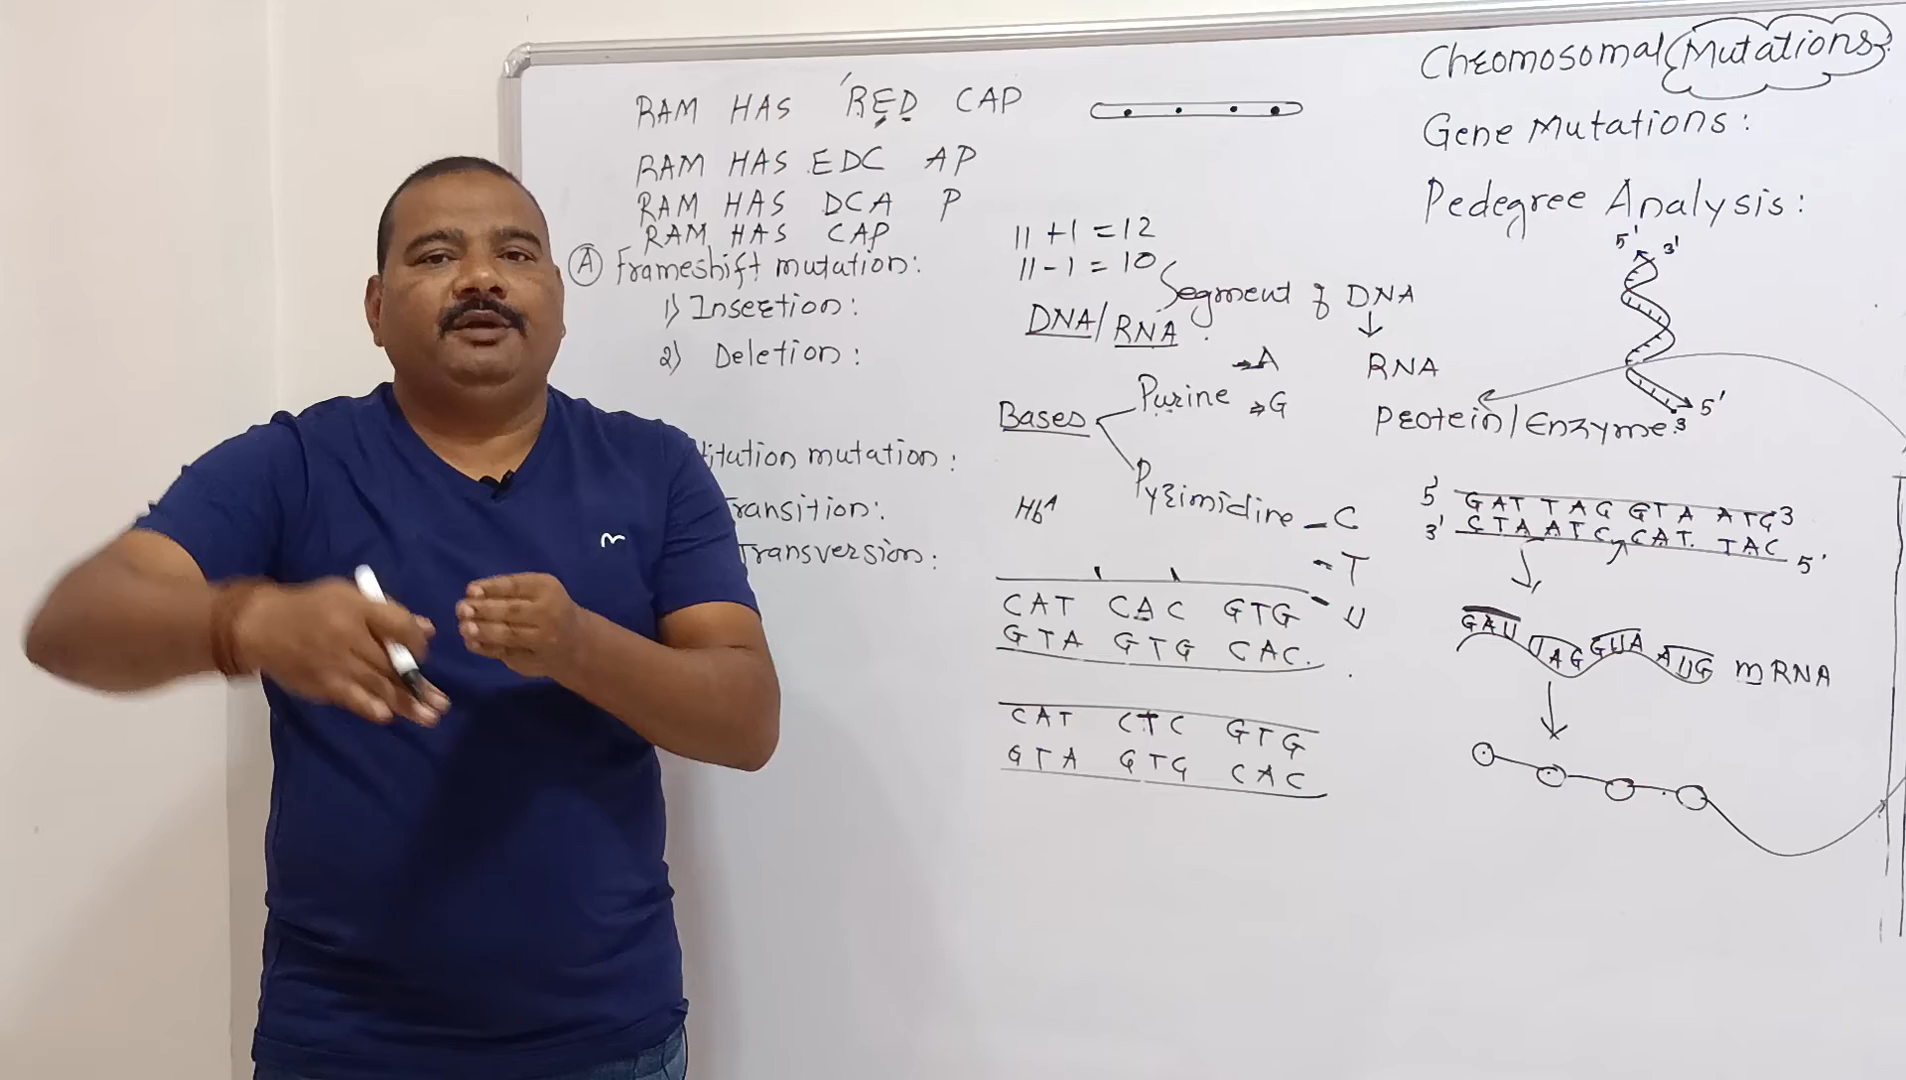 RAM HAS 'RED CAP
RAM HAS EDC AP
RAM HAS DCA P
RAM HAS CAP
(A) Frameshift mutation:
1) Insertion:
2) Deletion:
titution mutation:
ransition:
Transversion:
11 + 1 = 12
11 - 1 = 10
DNA/RNA
Segment of DNA
RNA
Protein/Enzyme
Bases
Purine
A
G
Pyrimidine - C
- T
- U
Hb^A
CAT CAC GTG
GTA GTG CAC.
CAT CTC GTG
GTA GTG CAC
Chromosomal Mutations
Gene Mutations:
Pedegree Analysis:
5' 3'
5'
3
5' GAT TAG GTA ATG 3
3' CTA ATC CAT. TAC 5'
GAU UAG GUA AUG mRNA